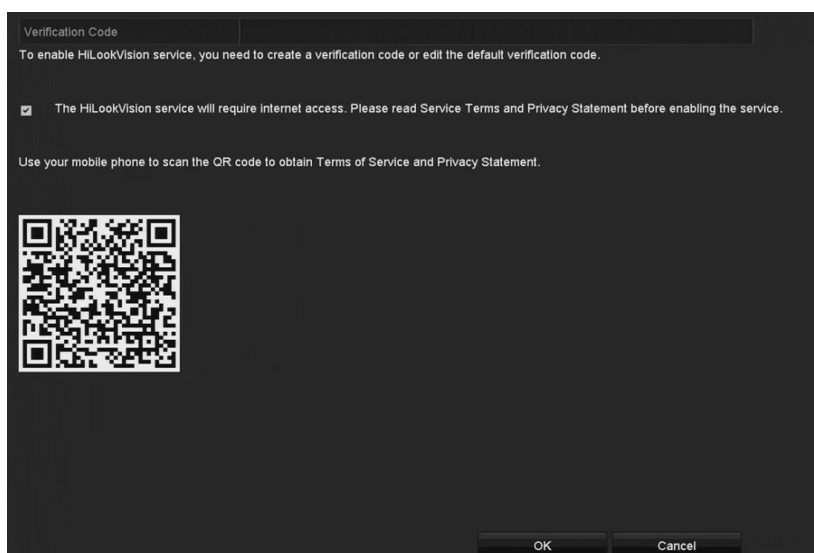 Verification Code
To enable HiLookVision service, you need to create a verification code or edit the default verification code.
The HiLookVision service will require internet access. Please read Service Terms and Privacy Statement before enabling the service.
Use your mobile phone to scan the QR code to obtain Terms of Service and Privacy Statement.
OK Cancel